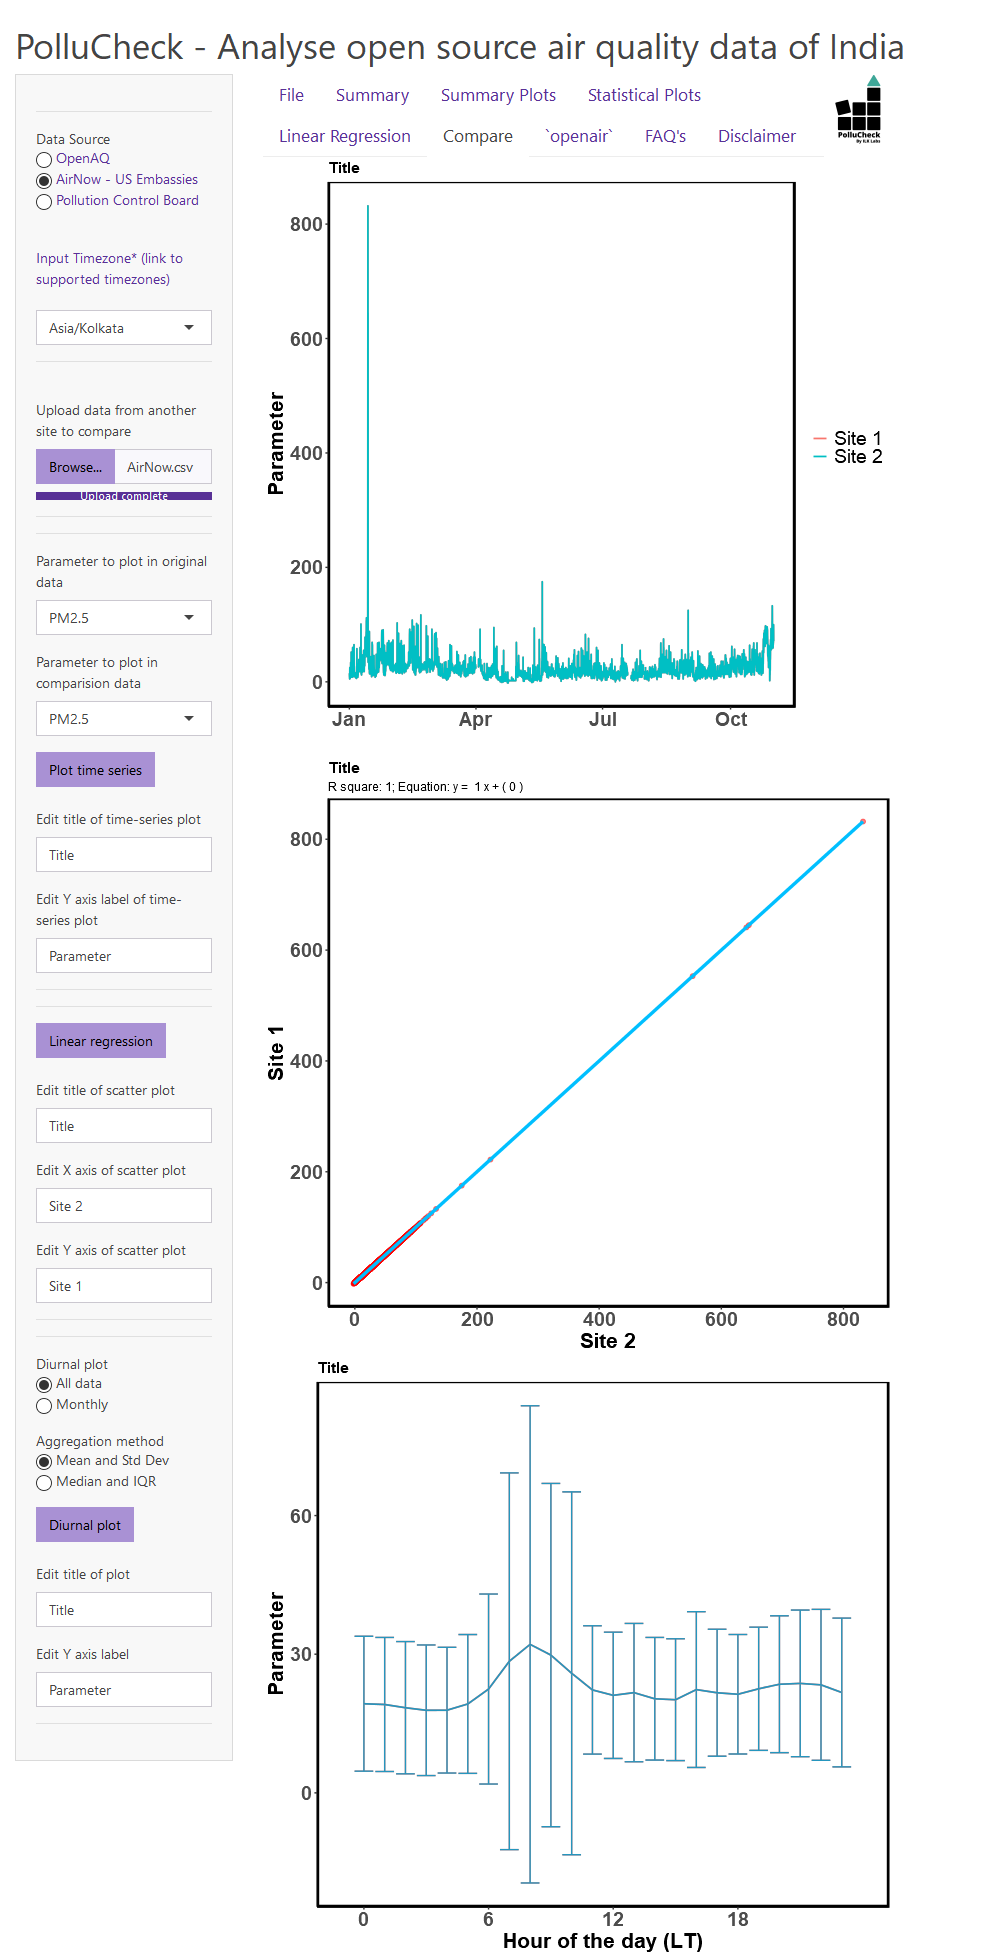 PolluCheck - Analyse open source air quality data of India
File Summary Summary Plots Statistical Plots
Linear Regression Compare `openair` FAQ's Disclaimer
PolluCheck
By ILK Labs
Data Source
OpenAQ
AirNow - US Embassies
Pollution Control Board
Input Timezone* (link to
supported timezones)
Asia/Kolkata
Upload data from another
site to compare
Browse... AirNow.csv
Upload complete
Parameter to plot in original
data
PM2.5
Parameter to plot in
comparision data
PM2.5
Plot time series
Edit title of time-series plot
Title
Edit Y axis label of time-
series plot
Parameter
Linear regression
Edit title of scatter plot
Title
Edit X axis of scatter plot
Site 2
Edit Y axis of scatter plot
Site 1
Diurnal plot
All data
Monthly
Aggregation method
Mean and Std Dev
Median and IQR
Diurnal plot
Edit title of plot
Title
Edit Y axis label
Parameter
Title
800
600
400
200
0
Parameter
Jan Apr Jul Oct
Site 1
Site 2
Title
R square: 1; Equation: y = 1 x + ( 0 )
800
600
400
200
0
Site 1
0 200 400 600 800
Site 2
Title
60
30
0
Parameter
0 6 12 18
Hour of the day (LT)